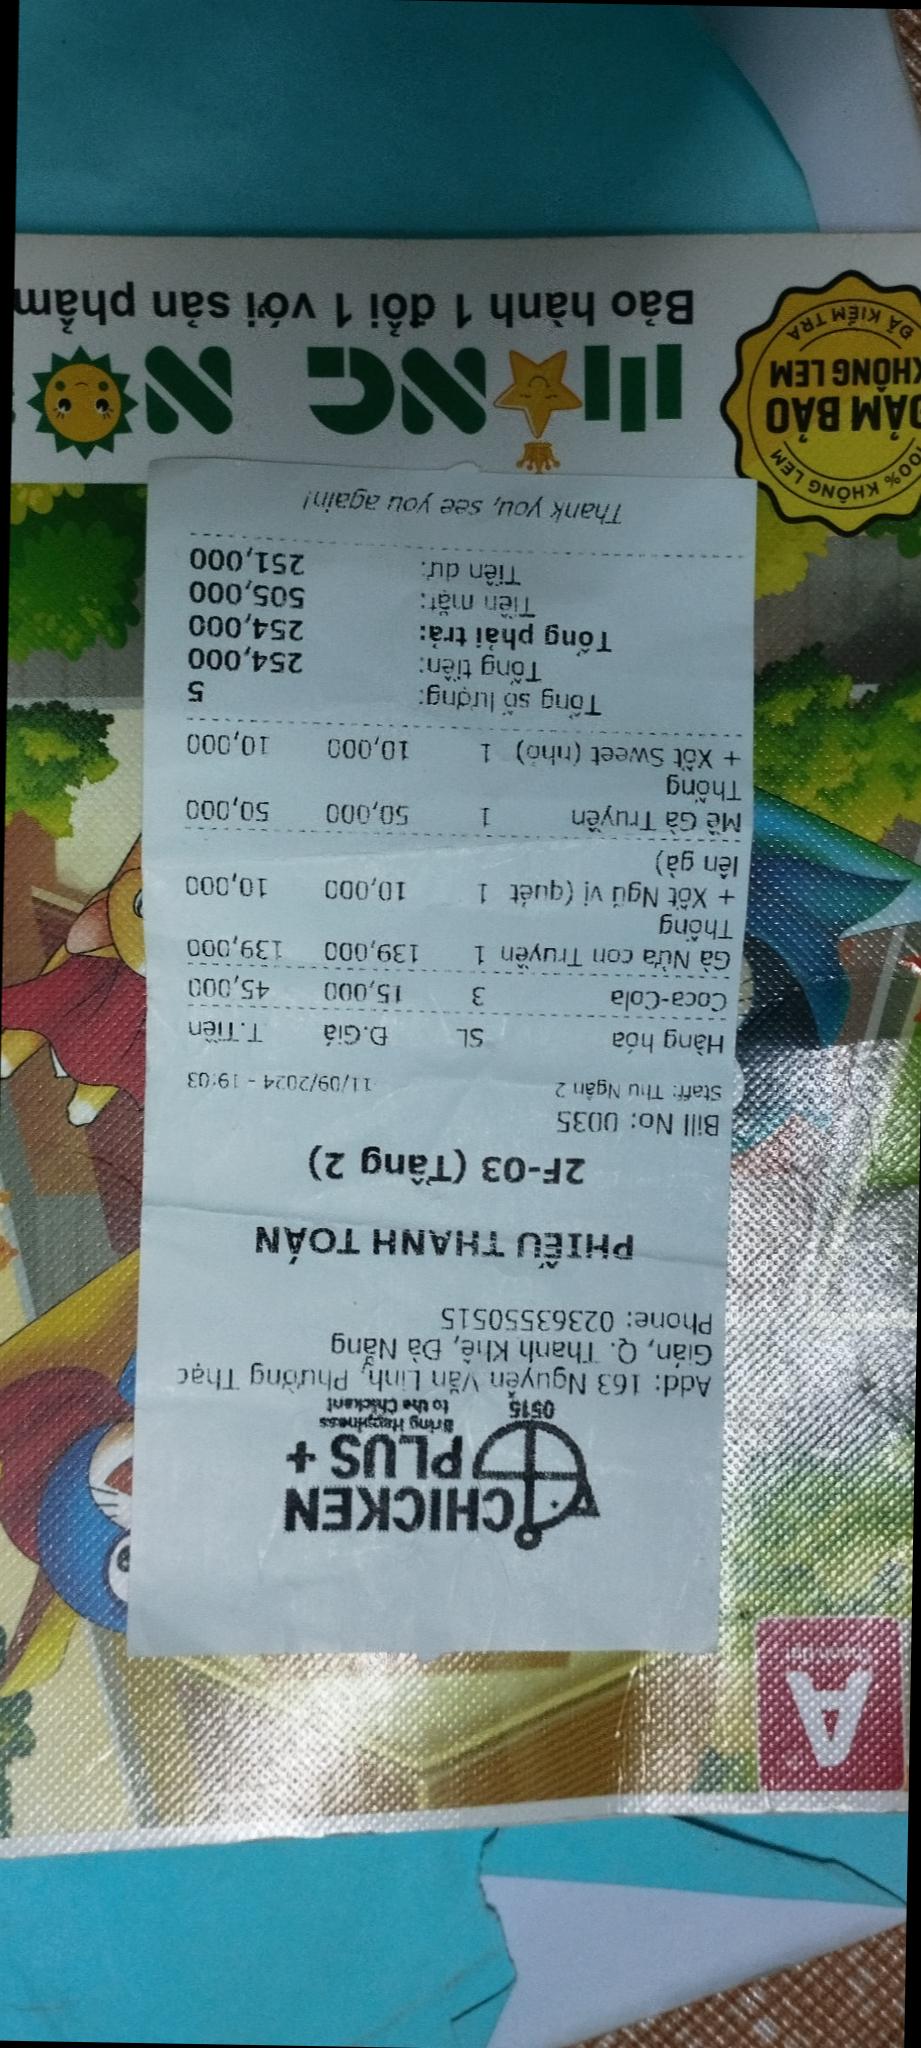 CHICKEN
PLUS+
Bring Happiness
to the Chickant
0515
Add: 163 Nguyễn Văn Linh, Phường Thạc
Gián, Q. Thanh Khê, Đà Nẵng
Phone: 02363550515
PHIẾU THANH TOÁN
2F-03 (Tầng 2)
Bill No: 0035
Staff: Thu Ngân 2 11/09/2024 - 19:03
Hàng hóa SL Đ.Giá T.Tiền
Coca-Cola 3 15,000 45,000
Gà Nửa con Truyền 1 139,000 139,000
Thống
+ Xốt Ngũ vị (quét 1 10,000 10,000
lên gà)
Mề Gà Truyền 1 50,000 50,000
Thống
+ Xốt Sweet (nhỏ) 1 10,000 10,000
Tổng số lượng: 5
Tổng tiền: 254,000
Tổng phải trả: 254,000
Tiền mặt: 505,000
Tiền dư: 251,000
Thank you, see you again!
A
100% KHÔNG LEM
ĐẢM BẢO
KHÔNG LEM
ĐÃ KIỂM TRA
NG NO
Bảo hành 1 đổi 1 với sản phẩm